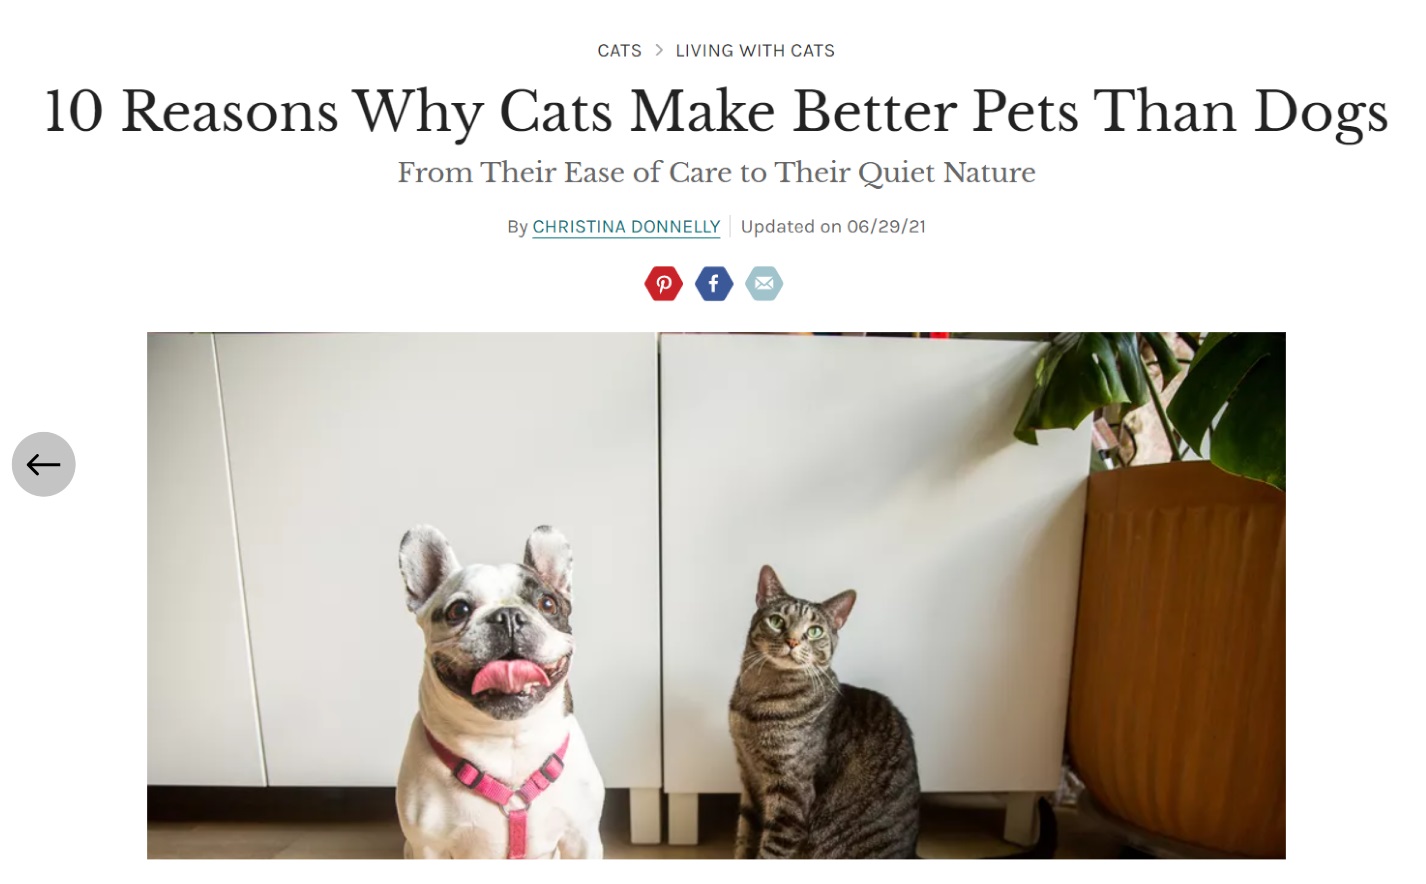 CATS > LIVING WITH CATS
10 Reasons Why Cats Make Better Pets Than Dogs
From Their Ease of Care to Their Quiet Nature
By CHRISTINA DONNELLY | Updated on 06/29/21